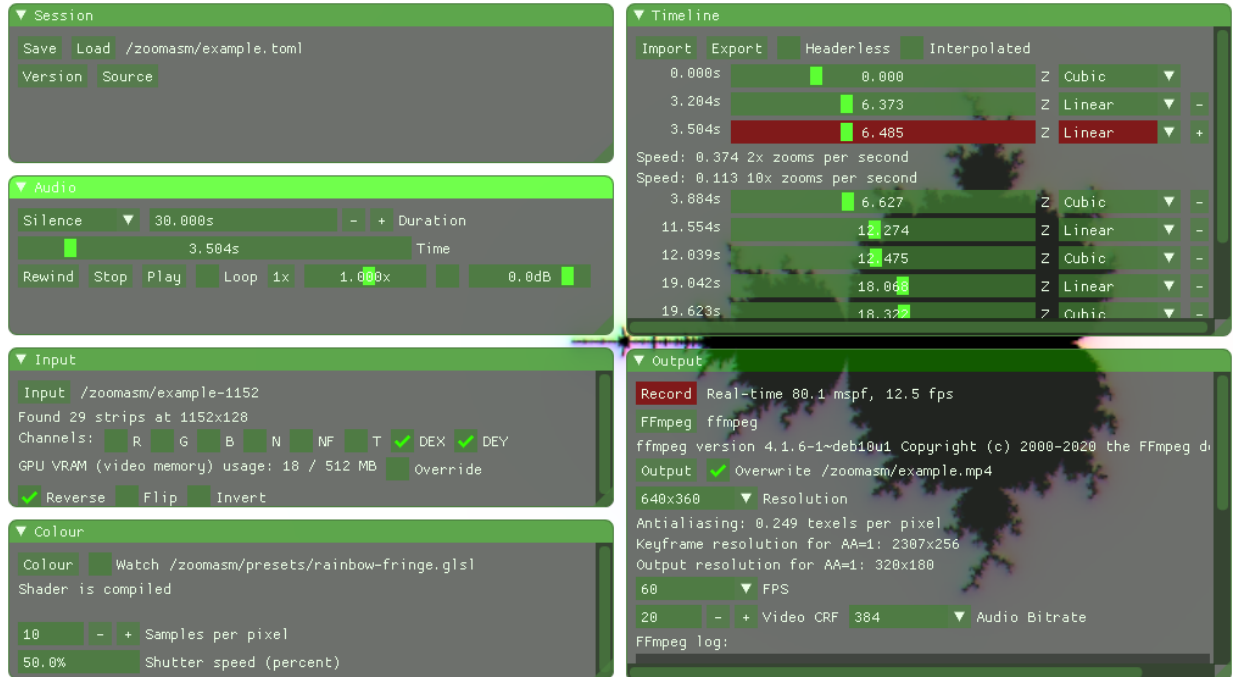 Session
Save Load /zoomasm/example.toml
Version Source
Audio
Silence 30.000s - + Duration
3.504s Time
Rewind Stop Play Loop 1x 1.000x 0.0dB
Input
Input /zoomasm/example-1152
Found 29 strips at 1152x128
Channels: R G B N NF T DEX DEY
GPU VRAM (video memory) usage: 18 / 512 MB Override
Reverse Flip Invert
Colour
Colour Watch /zoomasm/presets/rainbow-fringe.glsl
Shader is compiled
10 - + Samples per pixel
50.0% Shutter speed (percent)
Timeline
Import Export Headerless Interpolated
0.000s 0.000 Z Cubic
3.204s 6.373 Z Linear -
3.504s 6.485 Z Linear +
Speed: 0.374 2x zooms per second
Speed: 0.113 10x zooms per second
3.884s 6.627 Z Cubic -
11.554s 12.274 Z Linear -
12.039s 12.475 Z Cubic -
19.042s 18.068 Z Linear -
19.623s 18.322 Z Cubic -
Output
Record Real-time 80.1 mspf, 12.5 fps
FFmpeg ffmpeg
ffmpeg version 4.1.6-1~deb10u1 Copyright (c) 2000-2020 the FFmpeg d
Output Overwrite /zoomasm/example.mp4
640x360 Resolution
Antialiasing: 0.249 texels per pixel
Keyframe resolution for AA=1: 2307x256
Output resolution for AA=1: 320x180
60 FPS
20 - + Video CRF 384 Audio Bitrate
FFmpeg log: